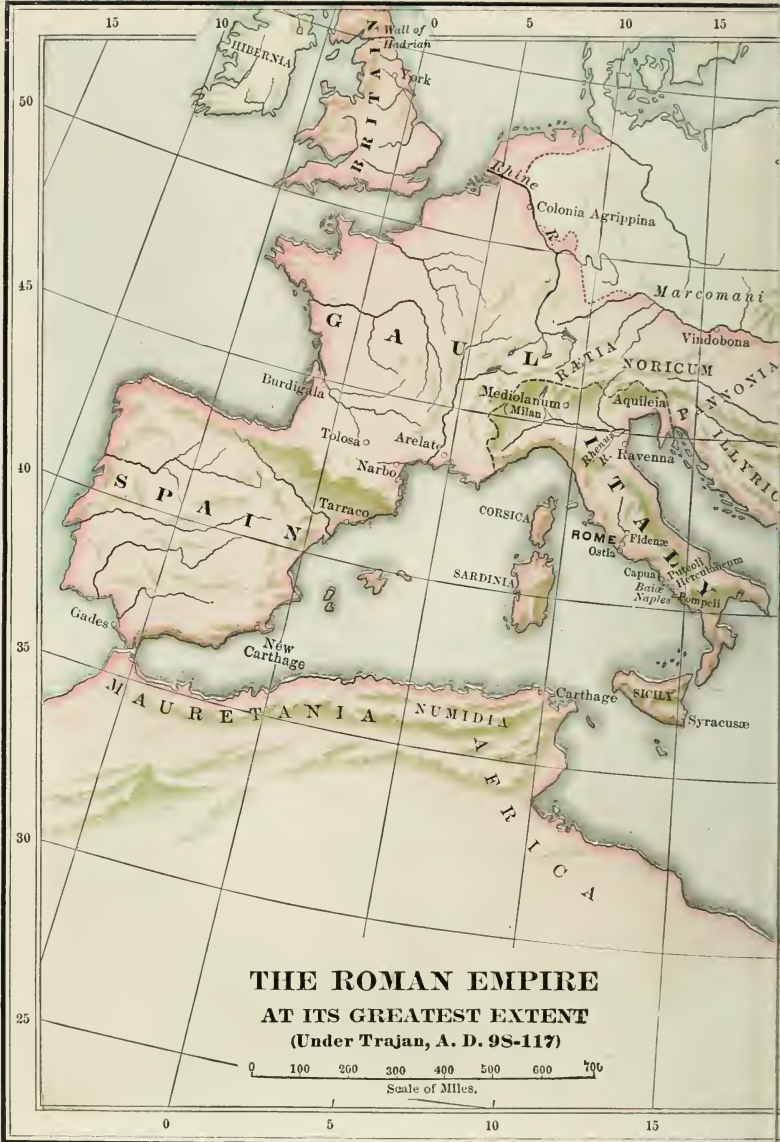 15 10 5 0 5 10 15
Wall of
Hadrian
HIBERNIA
York
BRITAIN
50
Rhine
R.
Colonia Agrippina
45
Marcomani
GAUL
Vindobona
RÆTIA
NORICUM
PANNONIA
Burdigala
Mediolanum
(Milan)
Aquileia
ILLYRIC
Tolosa
Arelate
Rhenus
R.
Ravenna
Narbo
40
SPAIN
Tarraco
ITALY
CORSICA
ROME
Ostia
Fidenæ
SARDINIA
Capua
Puteoli
Herculaneum
Baiæ
Naples
Pompeii
Gades
New
Carthage
35
MAURETANIA
NUMIDIA
Carthage
SICILY
Syracusæ
AFRICA
30
THE ROMAN EMPIRE
AT ITS GREATEST EXTENT
(Under Trajan, A. D. 98-117)
25
0 100 200 300 400 500 600 700
Scale of Miles.
0 5 10 15